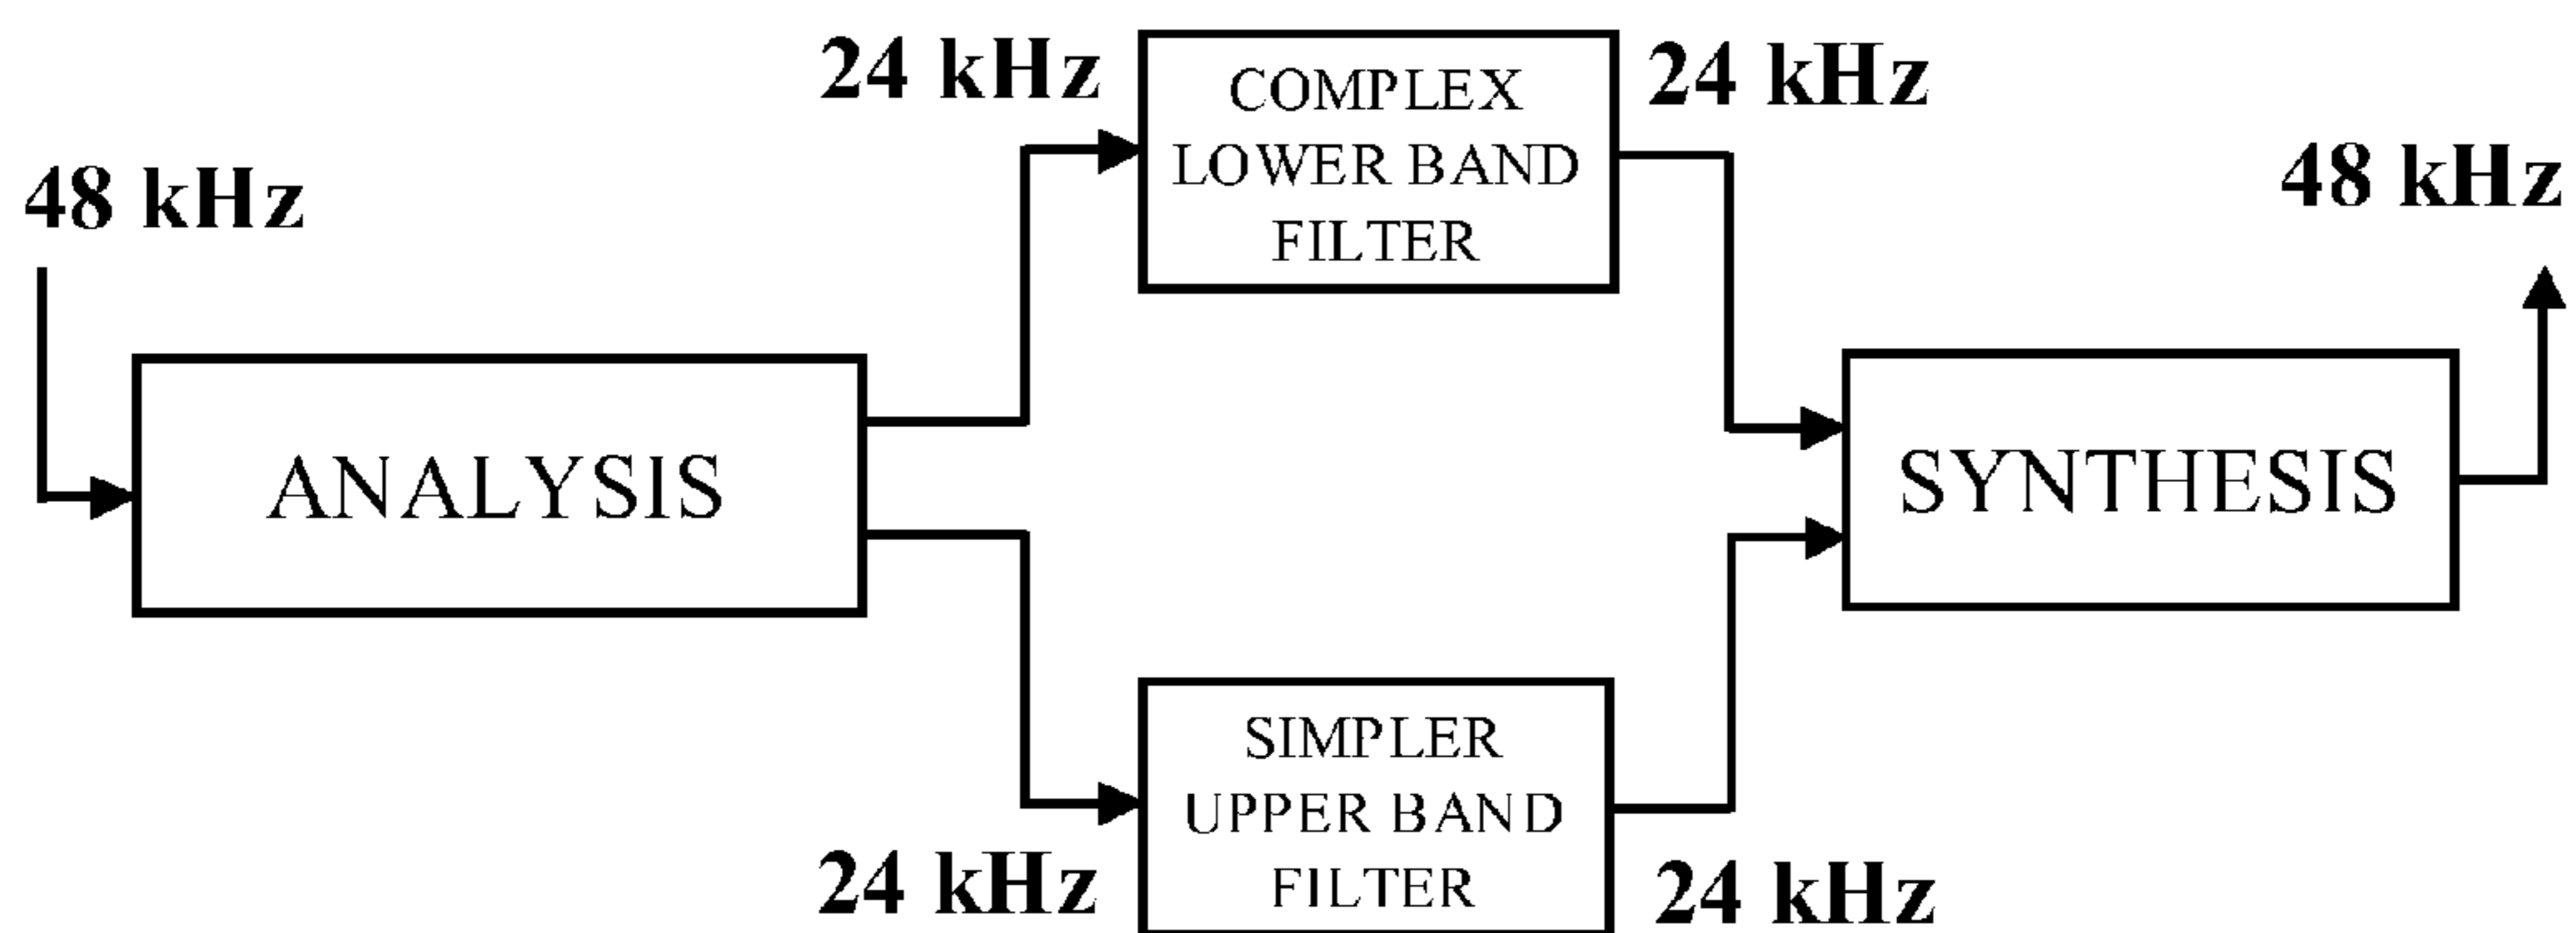 48 kHz
ANALYSIS
24 kHz
COMPLEX
LOWER BAND
FILTER
24 kHz
24 kHz
SIMPLER
UPPER BAND
FILTER
24 kHz
SYNTHESIS
48 kHz